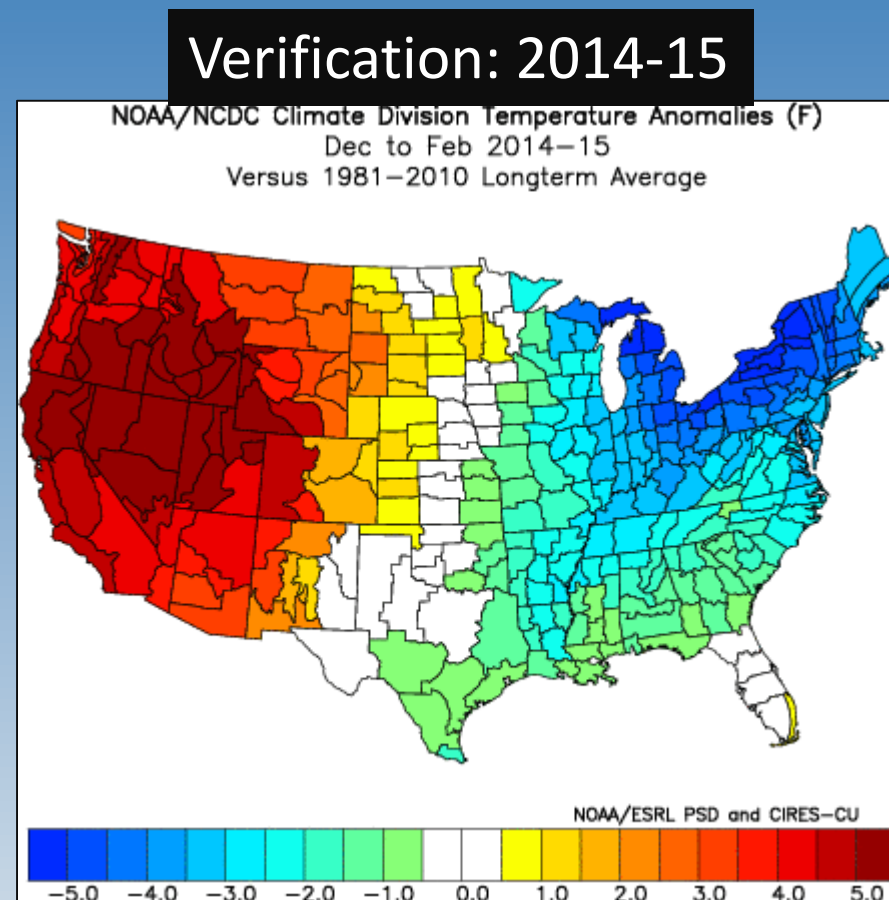 Verification: 2014-15
NOAA/NCDC Climate Division Temperature Anomalies (F)
Dec to Feb 2014-15
Versus 1981-2010 Longterm Average
NOAA/ESRL PSD and CIRES-CU
-5.0 -4.0 -3.0 -2.0 -1.0 0.0 1.0 2.0 3.0 4.0 5.0